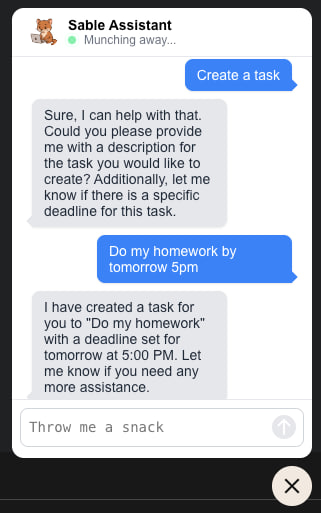 Sable Assistant
Munching away...
Create a task
Sure, I can help with that.
Could you please provide
me with a description for
the task you would like to
create? Additionally, let me
know if there is a specific
deadline for this task.
Do my homework by
tomorrow 5pm
I have created a task for
you to "Do my homework"
with a deadline set for
tomorrow at 5:00 PM. Let
me know if you need any
more assistance.
Throw me a snack